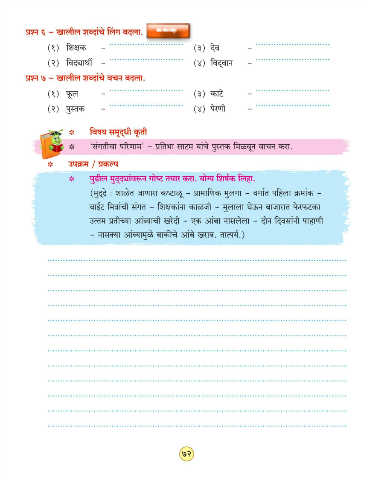 प्रश्न ६ – खालील शब्दांचे लिंग बदला.
(१) शिक्षक – (३) देव –
(२) विद्यार्थी – (४) विद्वान –
प्रश्न ७ – खालील शब्दांचे वचन बदला.
(१) फूल – (३) काटे –
(२) पुस्तक – (४) पेरणी –
विषय समृद्धी कृती
'संगतीचा परिणाम' – प्रतिभा साटम यांचे पुस्तक मिळवून वाचन करा.
उपक्रम / प्रकल्प
पुढील मुद्द्यांवरून गोष्ट तयार करा. योग्य शीर्षक लिहा.
(मुद्दे : शाळेत जाणारा कष्टाळू – प्रामाणिक मुलगा – वर्गात पहिला क्रमांक –
वाईट मित्रांची संगत – शिक्षकांना काळजी – मुलाला घेऊन बाजारात फेरफटका
उत्तम प्रतीच्या आंब्यांची खरेदी – एक आंबा नासलेला – दोन दिवसांनी पाहणी
– नासक्या आंब्यामुळे बाकीचे आंबे खराब. तात्पर्य.)
७२